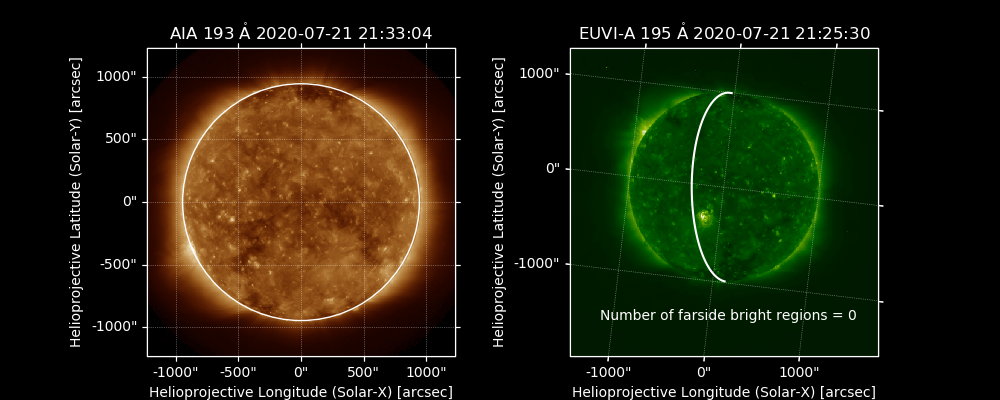 AIA 193 Å 2020-07-21 21:33:04
1000"
500"
0"
-500"
-1000"
-1000"
-500"
0"
500"
1000"
Helioprojective Longitude (Solar-X) [arcsec]
Helioprojective Latitude (Solar-Y) [arcsec]
EUVI-A 195 Å 2020-07-21 21:25:30
1000"
0"
-1000"
Number of farside bright regions = 0
-1000"
0"
1000"
Helioprojective Longitude (Solar-X) [arcsec]
Helioprojective Latitude (Solar-Y) [arcsec]